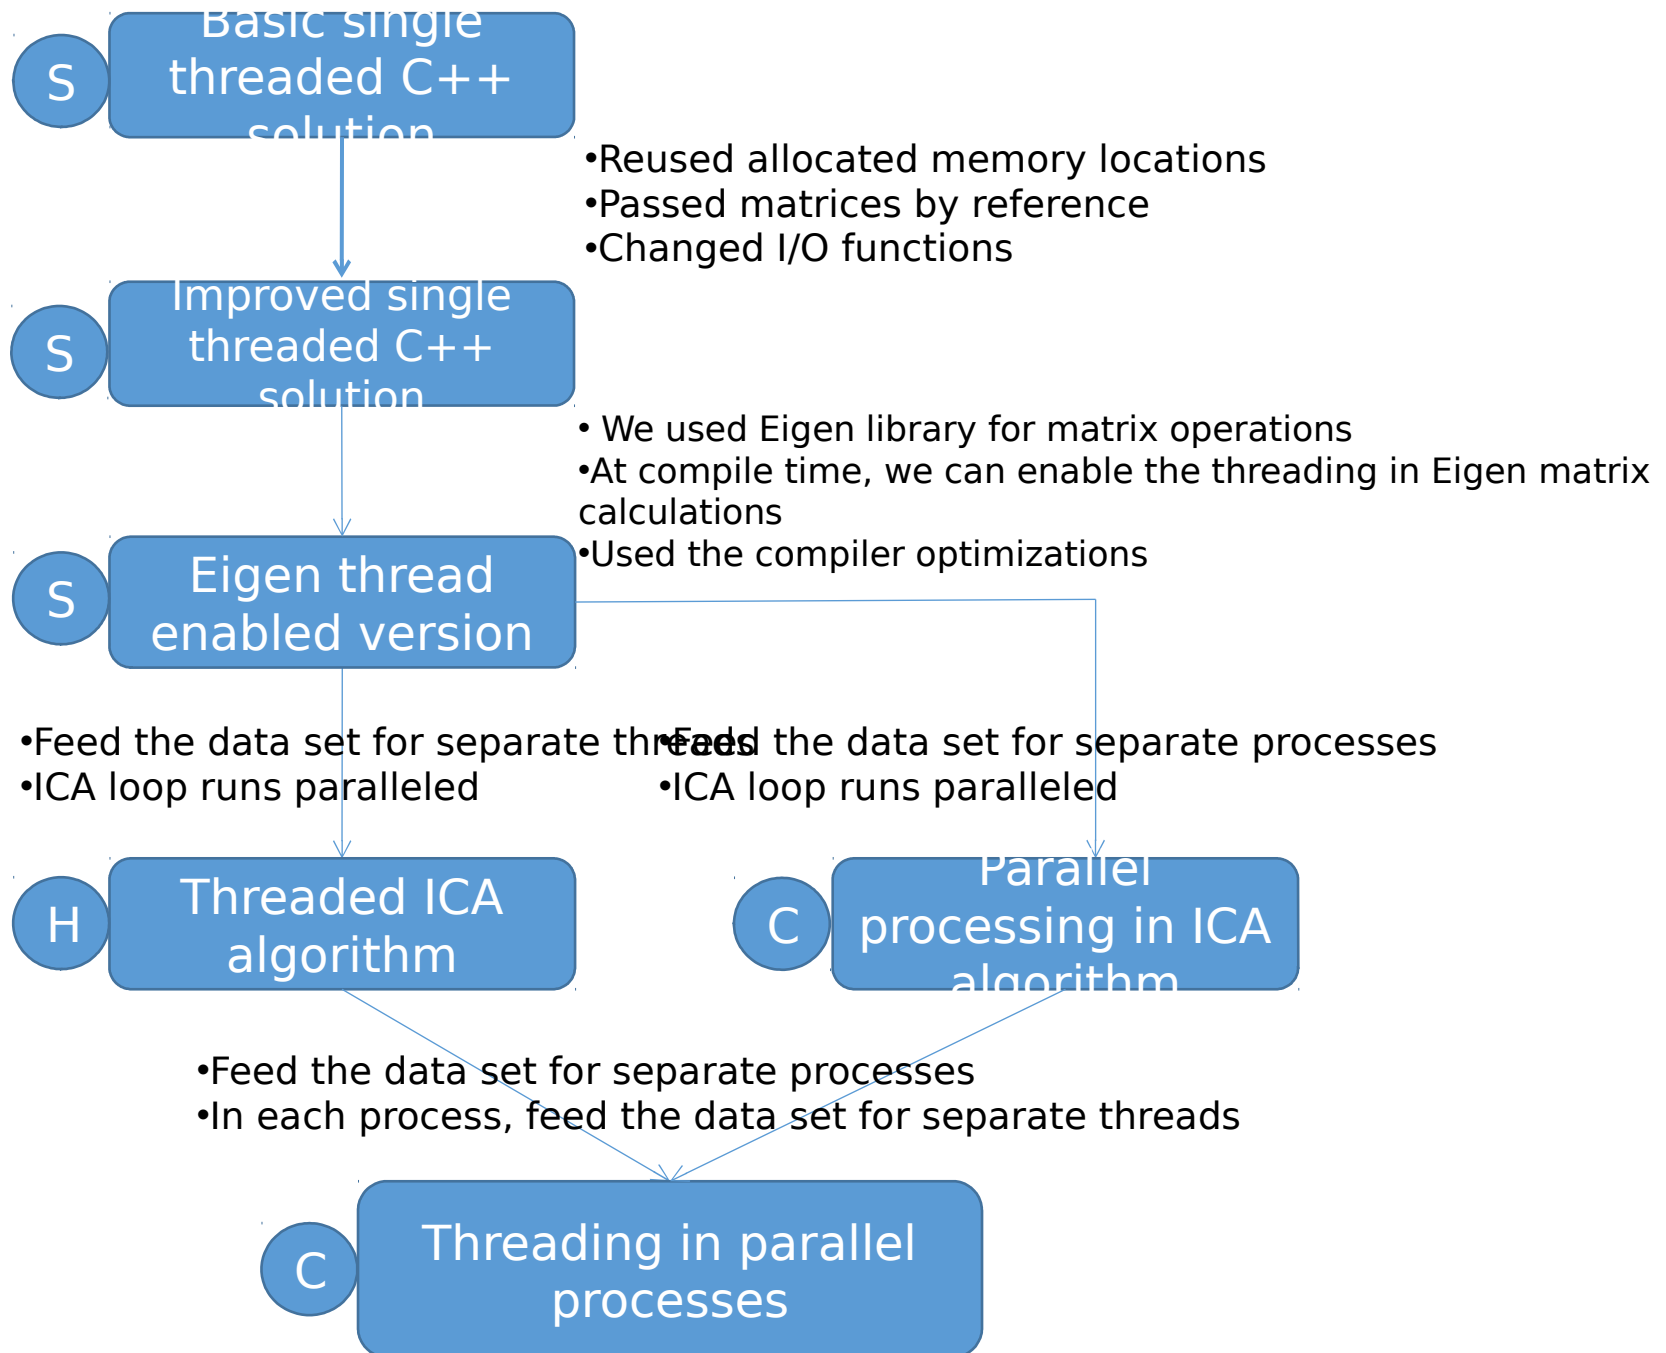 S
Basic single
threaded C++
solution
•Reused allocated memory locations
•Passed matrices by reference
•Changed I/O functions
S
Improved single
threaded C++
solution
• We used Eigen library for matrix operations
•At compile time, we can enable the threading in Eigen matrix
calculations
•Used the compiler optimizations
S
Eigen thread
enabled version
•Feed the data set for separate threads
•ICA loop runs paralleled
•Feed the data set for separate processes
•ICA loop runs paralleled
H
Threaded ICA
algorithm
C
Parallel
processing in ICA
algorithm
•Feed the data set for separate processes
•In each process, feed the data set for separate threads
C
Threading in parallel
processes